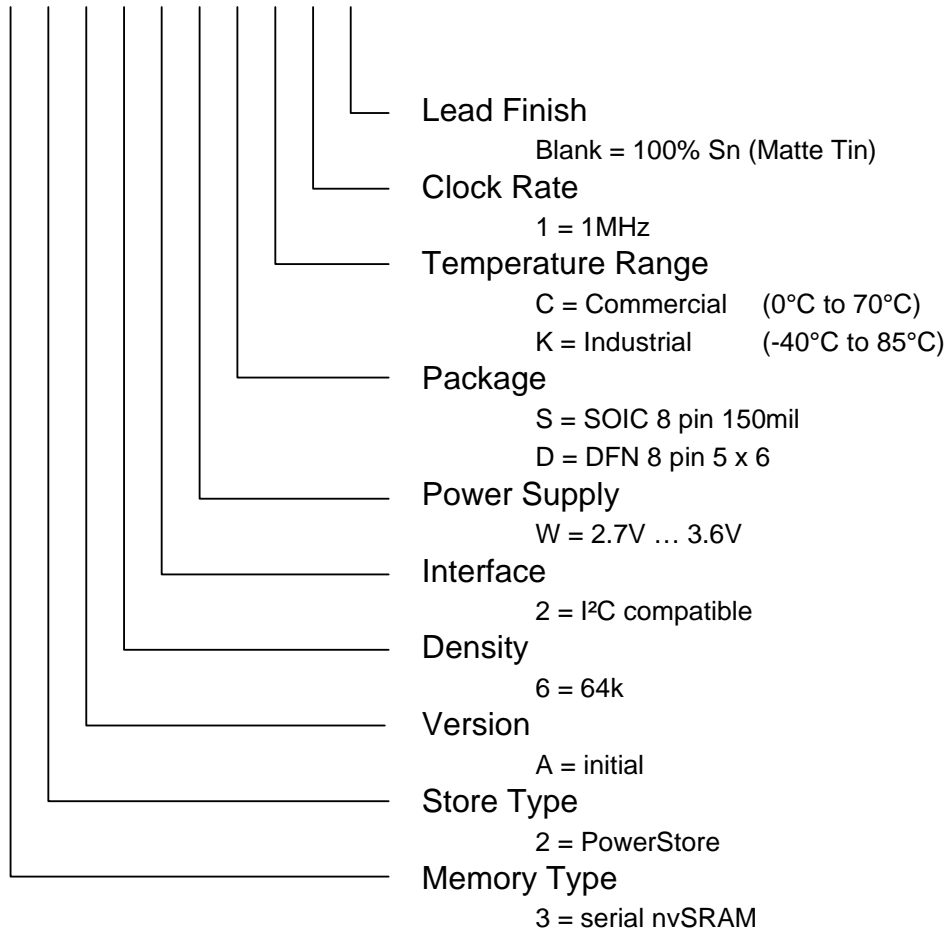 Lead Finish
Blank = 100% Sn (Matte Tin)
Clock Rate
1 = 1MHz
Temperature Range
C = Commercial (0°C to 70°C)
K = Industrial (-40°C to 85°C)
Package
S = SOIC 8 pin 150mil
D = DFN 8 pin 5 x 6
Power Supply
W = 2.7V … 3.6V
Interface
2 = I²C compatible
Density
6 = 64k
Version
A = initial
Store Type
2 = PowerStore
Memory Type
3 = serial nvSRAM